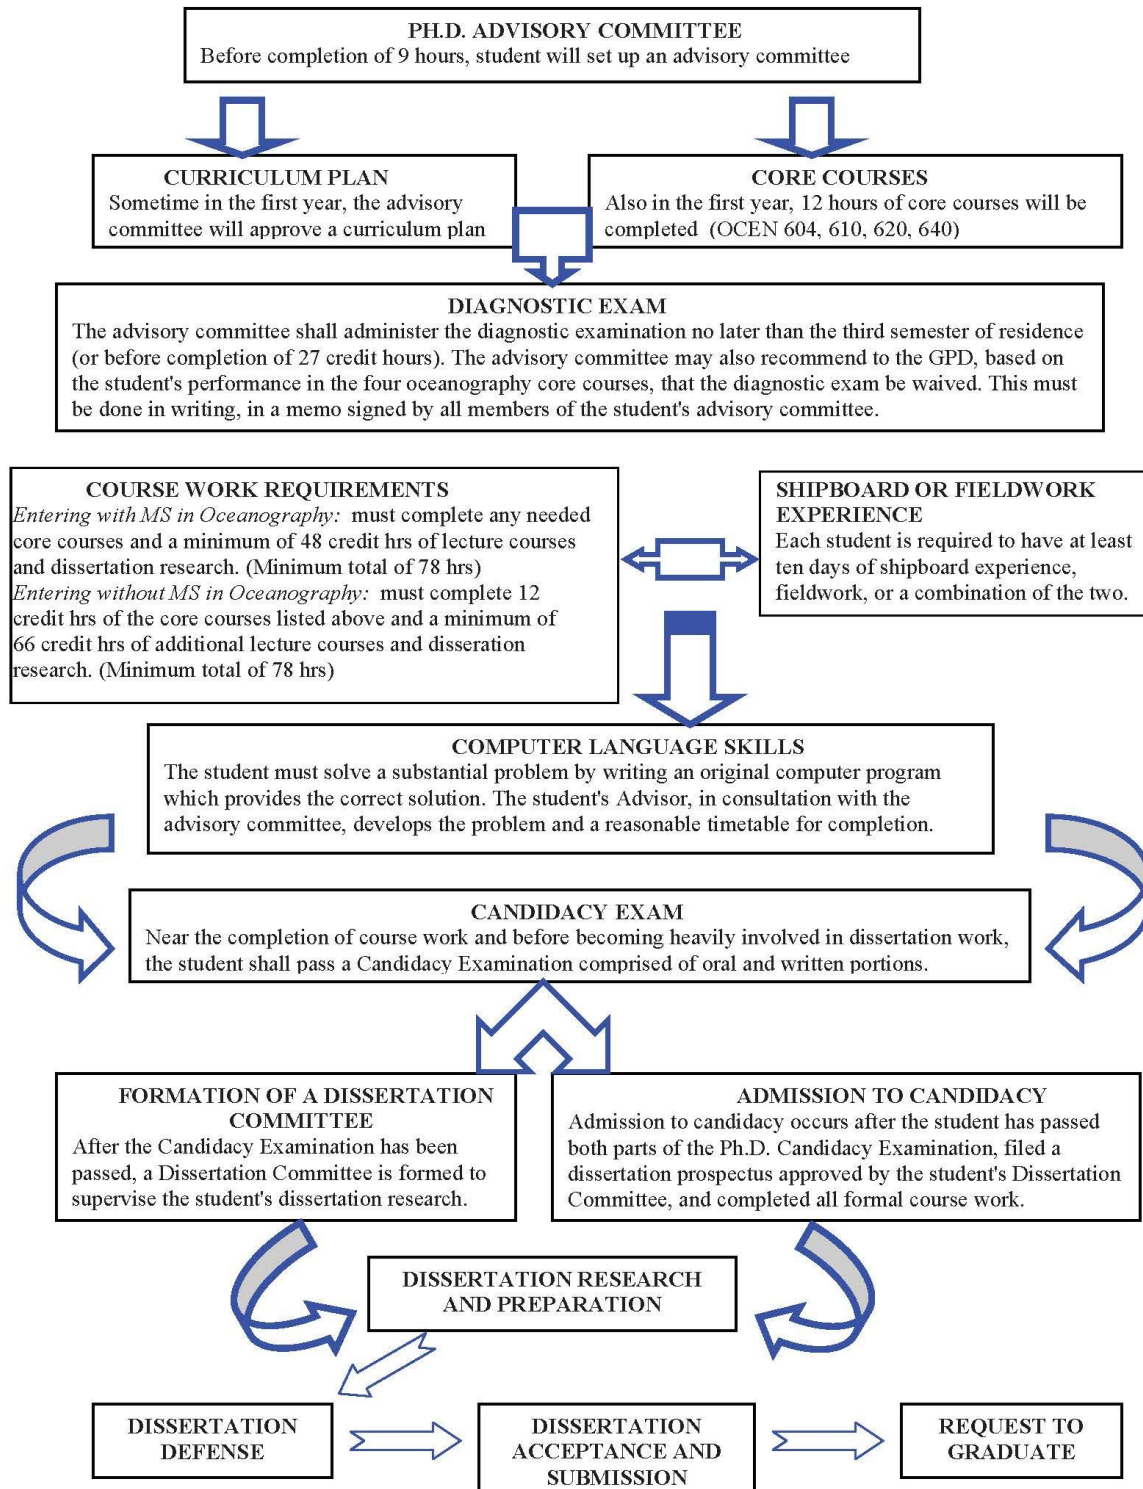 PH.D. ADVISORY COMMITTEE
Before completion of 9 hours, student will set up an advisory committee
CURRICULUM PLAN
Sometime in the first year, the advisory
committee will approve a curriculum plan
CORE COURSES
Also in the first year, 12 hours of core courses will be
completed (OCEN 604, 610, 620, 640)
DIAGNOSTIC EXAM
The advisory committee shall administer the diagnostic examination no later than the third semester of residence
(or before completion of 27 credit hours). The advisory committee may also recommend to the GPD, based on
the student's performance in the four oceanography core courses, that the diagnostic exam be waived. This must
be done in writing, in a memo signed by all members of the student's advisory committee.
COURSE WORK REQUIREMENTS
Entering with MS in Oceanography: must complete any needed
core courses and a minimum of 48 credit hrs of lecture courses
and dissertation research. (Minimum total of 78 hrs)
Entering without MS in Oceanography: must complete 12
credit hrs of the core courses listed above and a minimum of
66 credit hrs of additional lecture courses and disseration
research. (Minimum total of 78 hrs)
SHIPBOARD OR FIELDWORK
EXPERIENCE
Each student is required to have at least
ten days of shipboard experience,
fieldwork, or a combination of the two.
COMPUTER LANGUAGE SKILLS
The student must solve a substantial problem by writing an original computer program
which provides the correct solution. The student's Advisor, in consultation with the
advisory committee, develops the problem and a reasonable timetable for completion.
CANDIDACY EXAM
Near the completion of course work and before becoming heavily involved in dissertation work,
the student shall pass a Candidacy Examination comprised of oral and written portions.
FORMATION OF A DISSERTATION
COMMITTEE
After the Candidacy Examination has been
passed, a Dissertation Committee is formed to
supervise the student's dissertation research.
ADMISSION TO CANDIDACY
Admission to candidacy occurs after the student has passed
both parts of the Ph.D. Candidacy Examination, filed a
dissertation prospectus approved by the student's Dissertation
Committee, and completed all formal course work.
DISSERTATION RESEARCH
AND PREPARATION
DISSERTATION
DEFENSE
DISSERTATION
ACCEPTANCE AND
SUBMISSION
REQUEST TO
GRADUATE